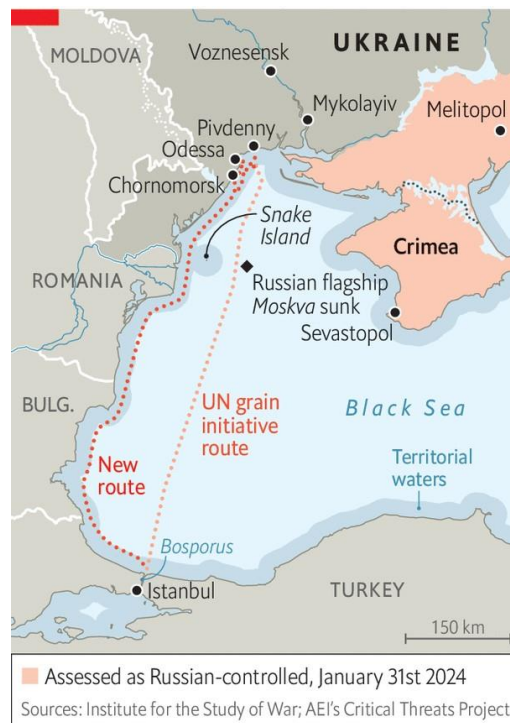 MOLDOVA
Voznesensk
UKRAINE
Mykolayiv
Melitopol
Pivdenny
Odessa
Chornomorsk
Snake
Island
Crimea
ROMANIA
Russian flagship
Moskva sunk
Sevastopol
BULG.
UN grain
initiative
route
Black Sea
New
route
Territorial
waters
Bosporus
Istanbul
TURKEY
150 km
Assessed as Russian-controlled, January 31st 2024
Sources: Institute for the Study of War; AEI's Critical Threats Project